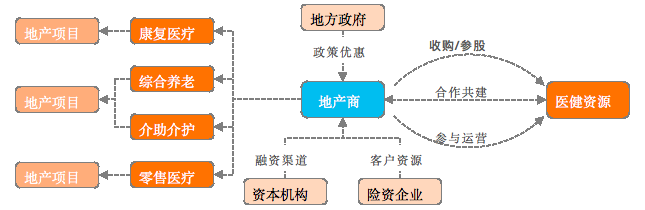 地方政府
地产项目
康复医疗
政策优惠
收购/参股
综合养老
地产项目
地产商
合作共建
医健资源
介助介护
参与运营
融资渠道
客户资源
地产项目
零售医疗
资本机构
险资企业